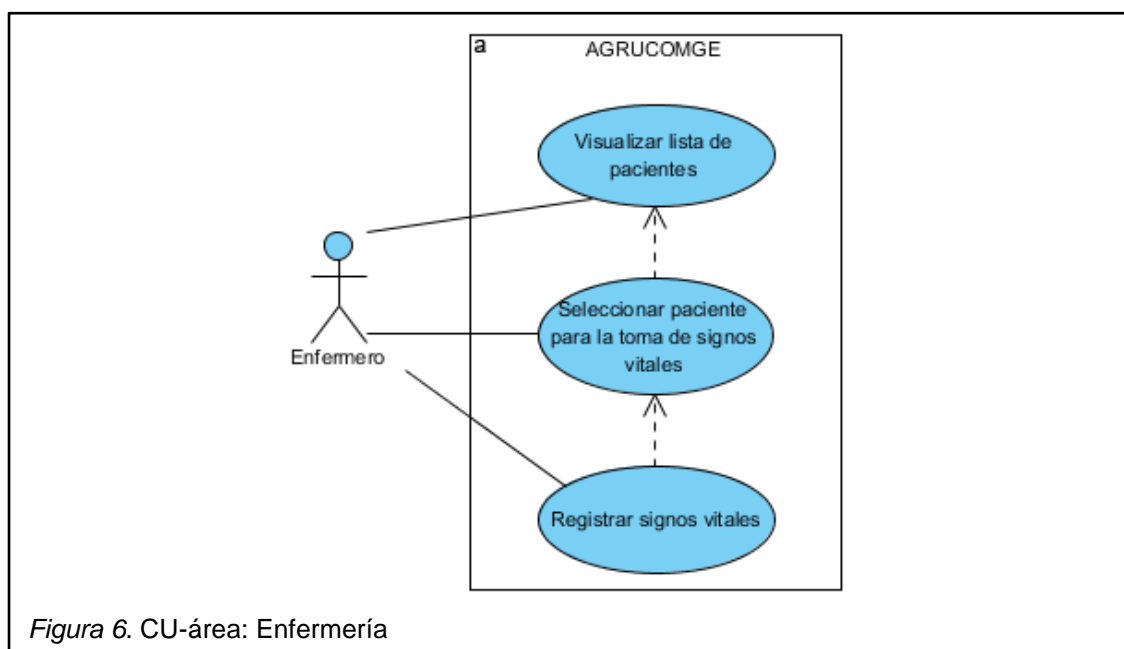 a
AGRUCOMGE
Visualizar lista de
pacientes
Seleccionar paciente
para la toma de signos
vitales
Enfermero
Registrar signos vitales
Figura 6. CU-área: Enfermería